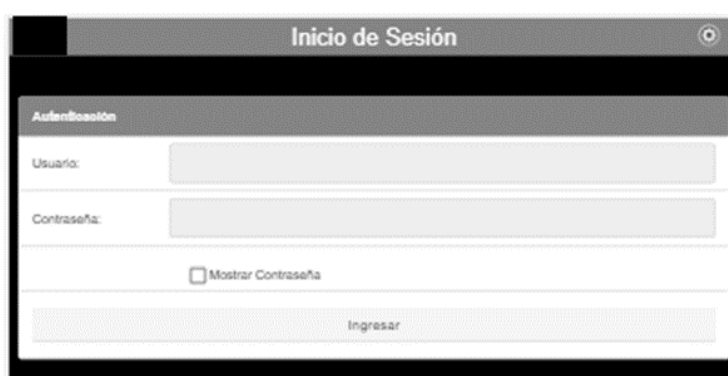 Inicio de Sesión
Autenticación
Usuario:
Contraseña:
Mostrar Contraseña
Ingresar